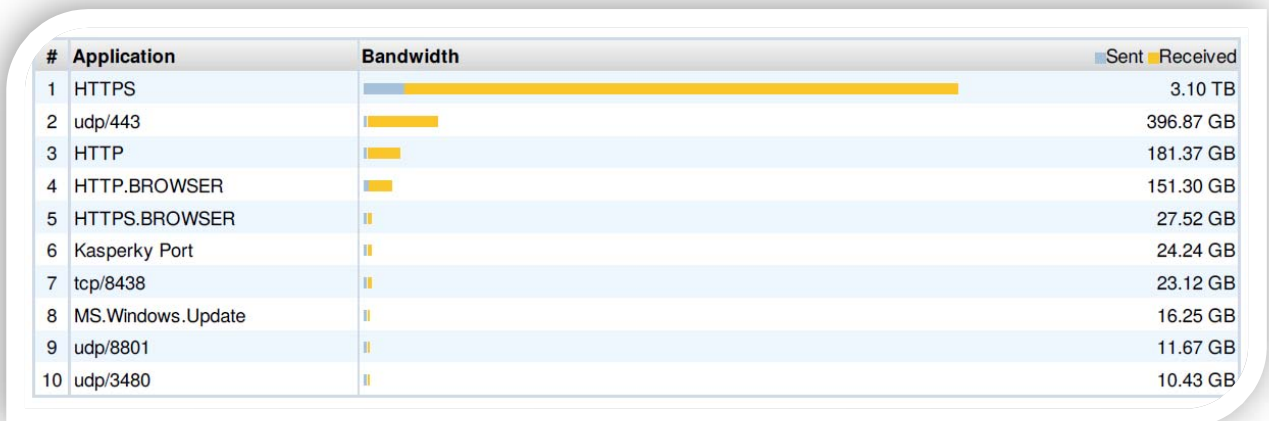 # Application Bandwidth Sent Received
1 HTTPS 3.10 TB
2 udp/443 396.87 GB
3 HTTP 181.37 GB
4 HTTP.BROWSER 151.30 GB
5 HTTPS.BROWSER 27.52 GB
6 Kasperky Port 24.24 GB
7 tcp/8438 23.12 GB
8 MS.Windows.Update 16.25 GB
9 udp/8801 11.67 GB
10 udp/3480 10.43 GB